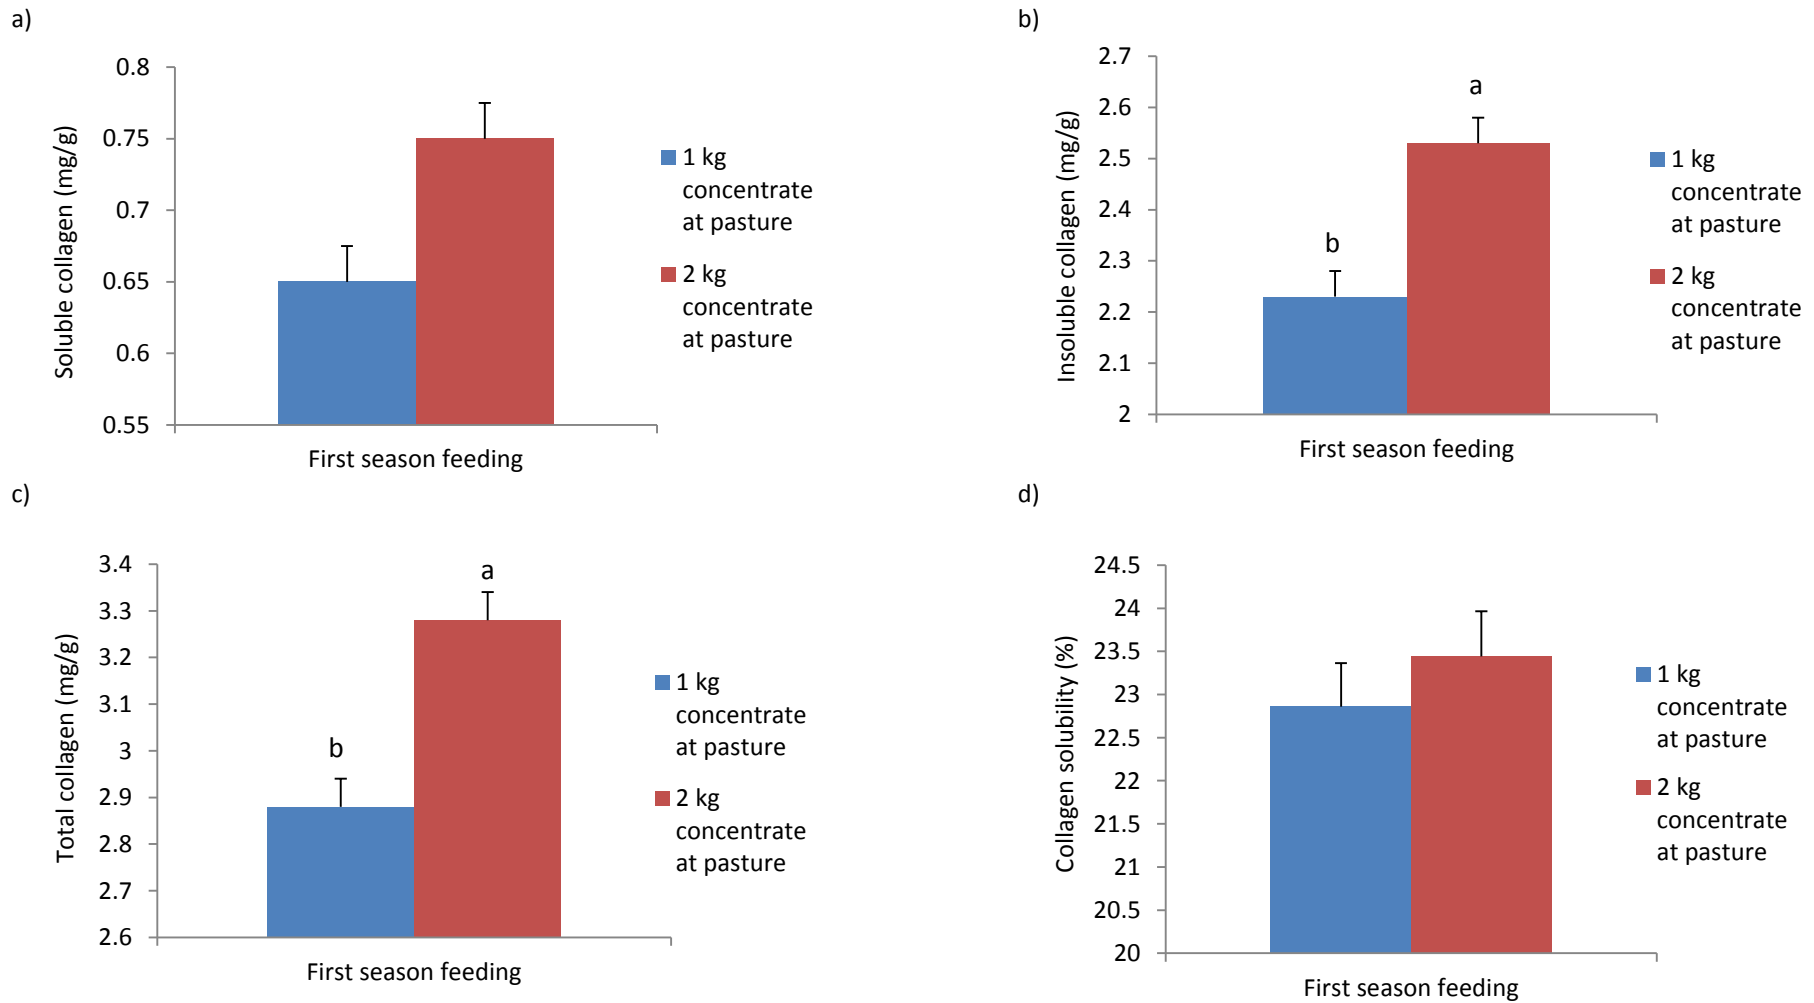 a)
0.8
0.75
0.7
0.65
0.6
0.55
Soluble collagen (mg/g)
First season feeding
1 kg
concentrate
at pasture
2 kg
concentrate
at pasture
b)
2.7
2.6
2.5
2.4
2.3
2.2
2.1
2
Insoluble collagen (mg/g)
b
a
First season feeding
1 kg
concentrate
at pasture
2 kg
concentrate
at pasture
c)
3.4
3.3
3.2
3.1
3
2.9
2.8
2.7
2.6
Total collagen (mg/g)
b
a
First season feeding
1 kg
concentrate
at pasture
2 kg
concentrate
at pasture
d)
24.5
24
23.5
23
22.5
22
21.5
21
20.5
20
Collagen solubility (%)
First season feeding
1 kg
concentrate
at pasture
2 kg
concentrate
at pasture